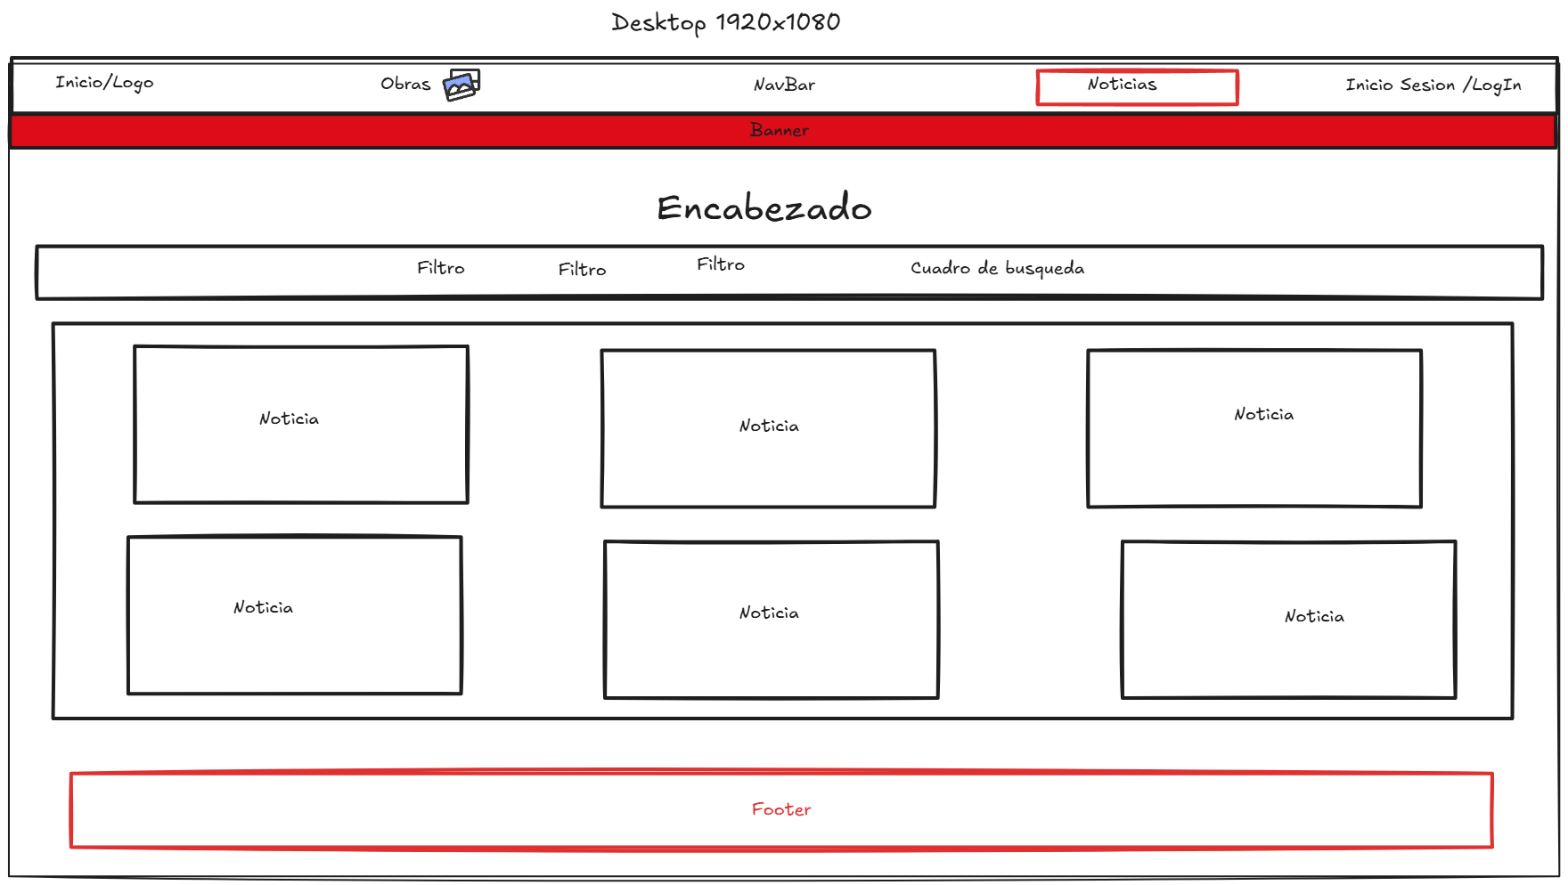 Desktop 1920x1080
Inicio/Logo
Obras
NavBar
Noticias
Inicio Sesion /LogIn
Banner
Encabezado
Filtro
Filtro
Filtro
Cuadro de busqueda
Noticia
Noticia
Noticia
Noticia
Noticia
Noticia
Footer